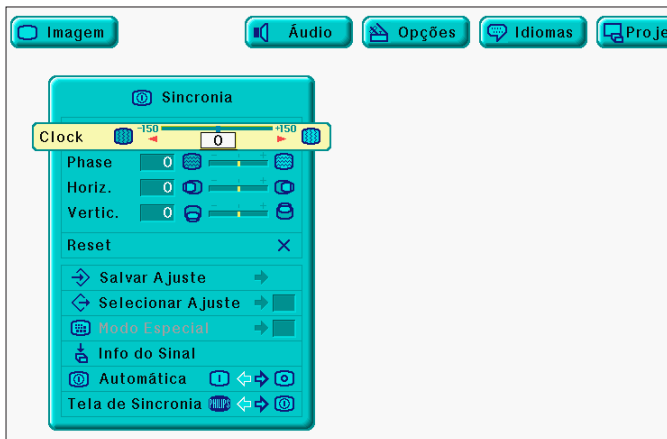 Imagem
Áudio
Opções
Idiomas
Proje
Sincronia
Clock -150 0 +150
Phase 0 - +
Horiz. 0 - +
Vertic. 0 - +
Reset
Salvar Ajuste
Selecionar Ajuste
Modo Especial
Info do Sinal
Automática
Tela de Sincronia PHILIPS